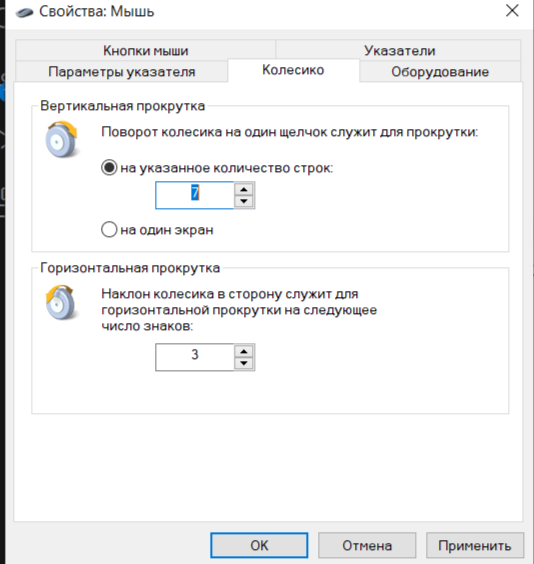 Свойства: Мышь
Кнопки мыши
Указатели
Параметры указателя
Колесико
Оборудование
Вертикальная прокрутка
Поворот колесика на один щелчок служит для прокрутки:
на указанное количество строк:
7
на один экран
Горизонтальная прокрутка
Наклон колесика в сторону служит для
горизонтальной прокрутки на следующее
число знаков:
3
ОК
Отмена
Применить